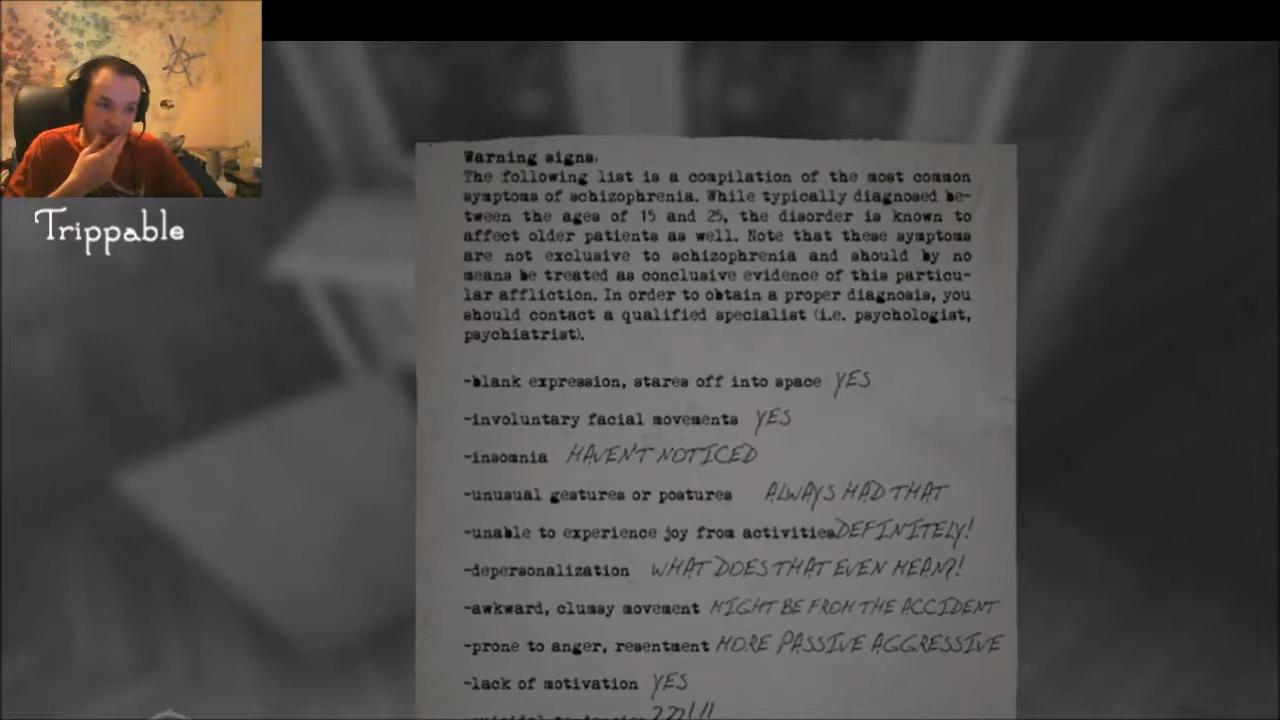 Trippable
Warning signs.
The following list is a compilation of the most common
symptoms of schizophrenia. While typically diagnosed be-
tween the ages of 15 and 25, the disorder is known to
affect older patients as well. Note that these symptoms
are not exclusive to schizophrenia and should by no
means be treated as conclusive evidence of this particu-
lar affliction. In order to obtain a proper diagnosis, you
should contact a qualified specialist (i.e. psychologist,
psychiatrist).
-blank expression, stares off into space YES
-involuntary facial movements YES
-insomnia HAVEN'T NOTICED
-unusual gestures or postures ALWAYS HAD THAT
-unable to experience joy from activities DEFINITELY!
-depersonalization WHAT DOES THAT EVEN MEAN?!
-awkward, clumsy movement MIGHT BE FROM THE ACCIDENT
-prone to anger, resentment MORE PASSIVE AGGRESSIVE
-lack of motivation YES
-suicidal tendencies ???!!!